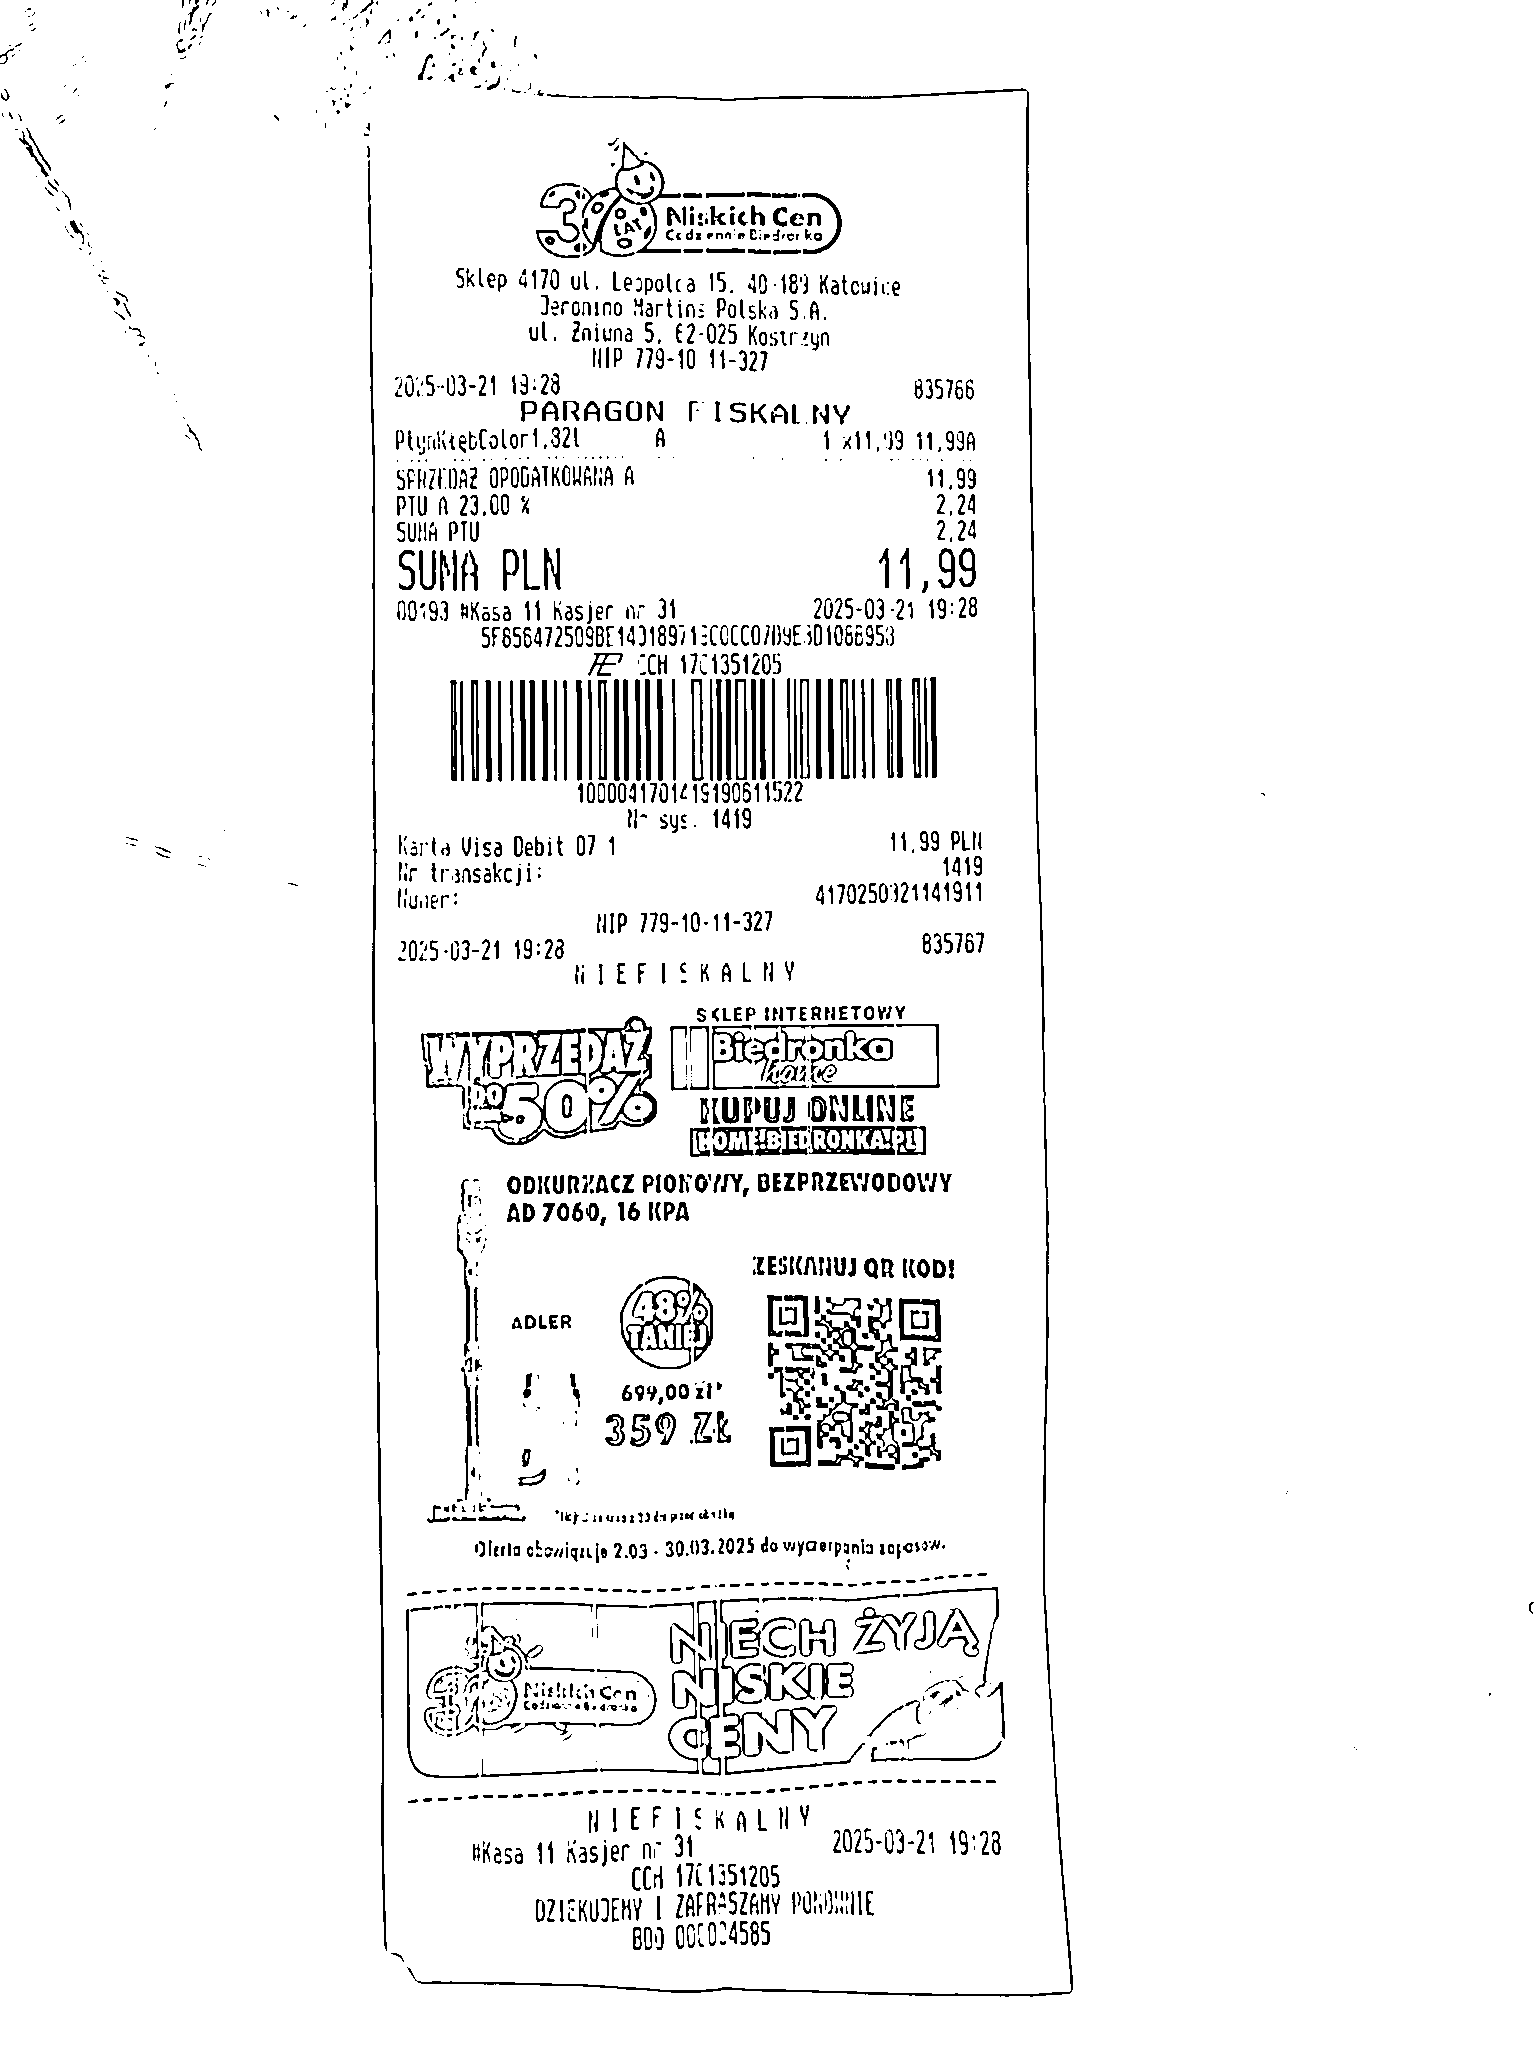 30 LAT Niskich Cen
Codziennie Biedronka
Sklep 4170 ul. Leopolda 15, 40-189 Katowice
Jeronimo Martins Polska S.A.
ul. Żniwna 5, 62-025 Kostrzyn
NIP 779-10-11-327
2025-03-21 19:28 835766
PARAGON FISKALNY
PłynKłębColor1,82l A 1 x11,99 11,99A
SPRZEDAŻ OPODATKOWANA A 11,99
PTU A 23,00 % 2,24
SUMA PTU 2,24
SUMA PLN 11,99
00193 #Kasa 11 Kasjer nr 31 2025-03-21 19:28
CCH 1701351205
1000041701419190611522
Nr sys. 1419
Karta Visa Debit 07 1 11,99 PLN
Nr transakcji: 1419
Numer: 4170250321141911
NIP 779-10-11-327
2025-03-21 19:28 835767
NIEFISKALNY
WYPRZEDAŻ
DO -50%
SKLEP INTERNETOWY
Biedronka
home
KUPUJ ONLINE
HOME.BIEDRONKA.PL
ODKURZACZ PIONOWY, BEZPRZEWODOWY
AD 7060, 16 KPA
ZESKANUJ QR KOD!
ADLER
48%
TANIEJ
699,00 zł*
359 ZŁ
Oferta obowiązuje 2.03 - 30.03.2025 do wyczerpania zapasów.
30 Niskich Cen
Codziennie Biedronka
NIECH ŻYJĄ
NISKIE
CENY
NIEFISKALNY
#Kasa 11 Kasjer nr 31 2025-03-21 19:28
CCH 1701351205
DZIEKUJEMY I ZAPRASZAMY PONOWNIE
BDO 000034585